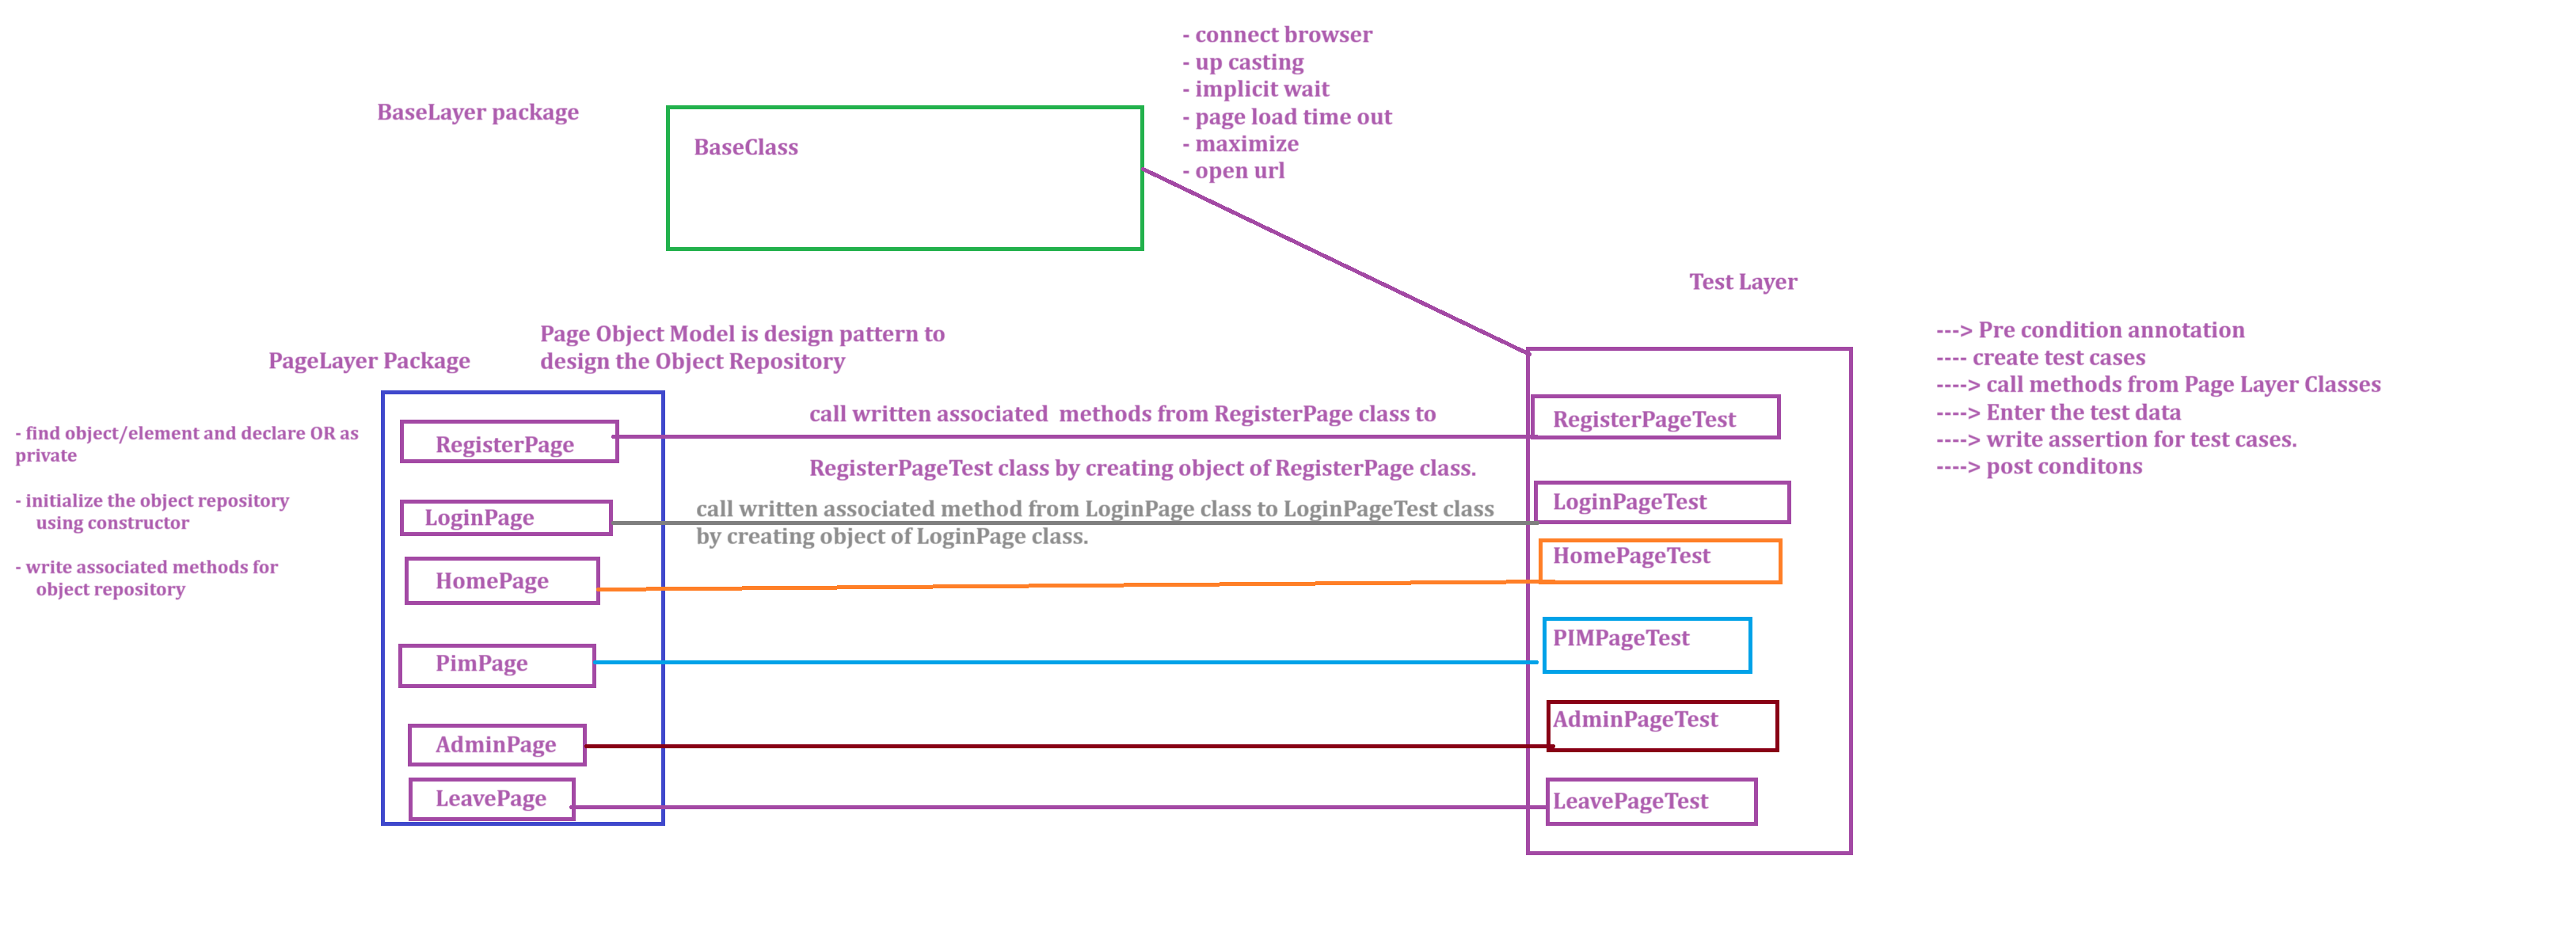 - connect browser
- up casting
- implicit wait
- page load time out
- maximize
- open url
BaseLayer package
BaseClass
Test Layer
Page Object Model is design pattern to
design the Object Repository
PageLayer Package
---> Pre condition annotation
---- create test cases
----> call methods from Page Layer Classes
----> Enter the test data
----> write assertion for test cases.
----> post conditons
- find object/element and declare OR as
private
- initialize the object repository
using constructor
- write associated methods for
object repository
RegisterPage
call written associated  methods from RegisterPage class to
RegisterPageTest class by creating object of RegisterPage class.
RegisterPageTest
LoginPage
call written associated method from LoginPage class to LoginPageTest class
by creating object of LoginPage class.
LoginPageTest
HomePage
HomePageTest
PimPage
PIMPageTest
AdminPage
AdminPageTest
LeavePage
LeavePageTest